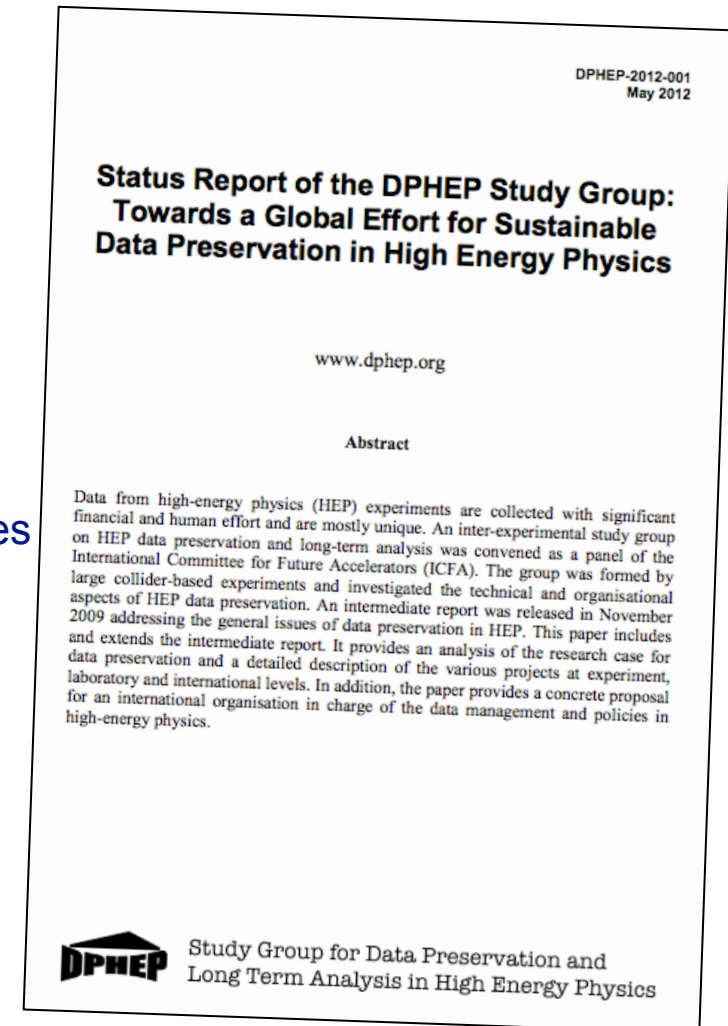 DPHEP-2012-001
May 2012
Status Report of the DPHEP Study Group:
Towards a Global Effort for Sustainable
Data Preservation in High Energy Physics
www.dphep.org
Abstract
es
Data from high-energy physics (HEP) experiments are collected with significant
financial and human effort and are mostly unique. An inter-experimental study group
on HEP data preservation and long-term analysis was convened as a panel of the
International Committee for Future Accelerators (ICFA). The group was formed by
large collider-based experiments and investigated the technical and organisational
aspects of HEP data preservation. An intermediate report was released in November
2009 addressing the general issues of data preservation in HEP. This paper includes
and extends the intermediate report. It provides an analysis of the research case for
data preservation and a detailed description of the various projects at experiment,
laboratory and international levels. In addition, the paper provides a concrete proposal
for an international organisation in charge of the data management and policies in
high-energy physics.
DPHEP
Study Group for Data Preservation and
Long Term Analysis in High Energy Physics